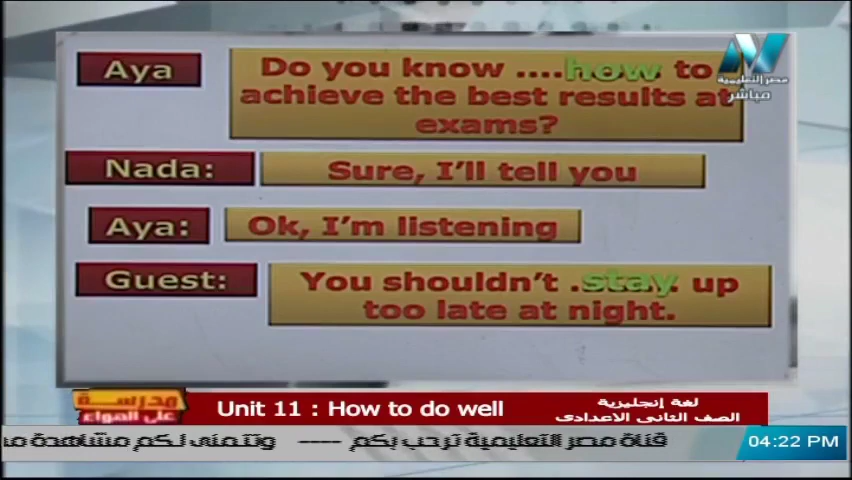 Aya
Do you know ....how.. to
achieve the best results at
exams?
مصر التعليمية
مباشر
Nada:
Sure, I'll tell you
Aya:
Ok, I'm listening
Guest:
You shouldn't .stay. up
too late at night.
مدرسة
على الهواء
Unit 11 : How to do well
لغة إنجليزية
الصف الثانى الاعدادى
قناة مصر التعليمية ترحب بكم ---- وتتمنى لكم مشاهدة
04:22 PM